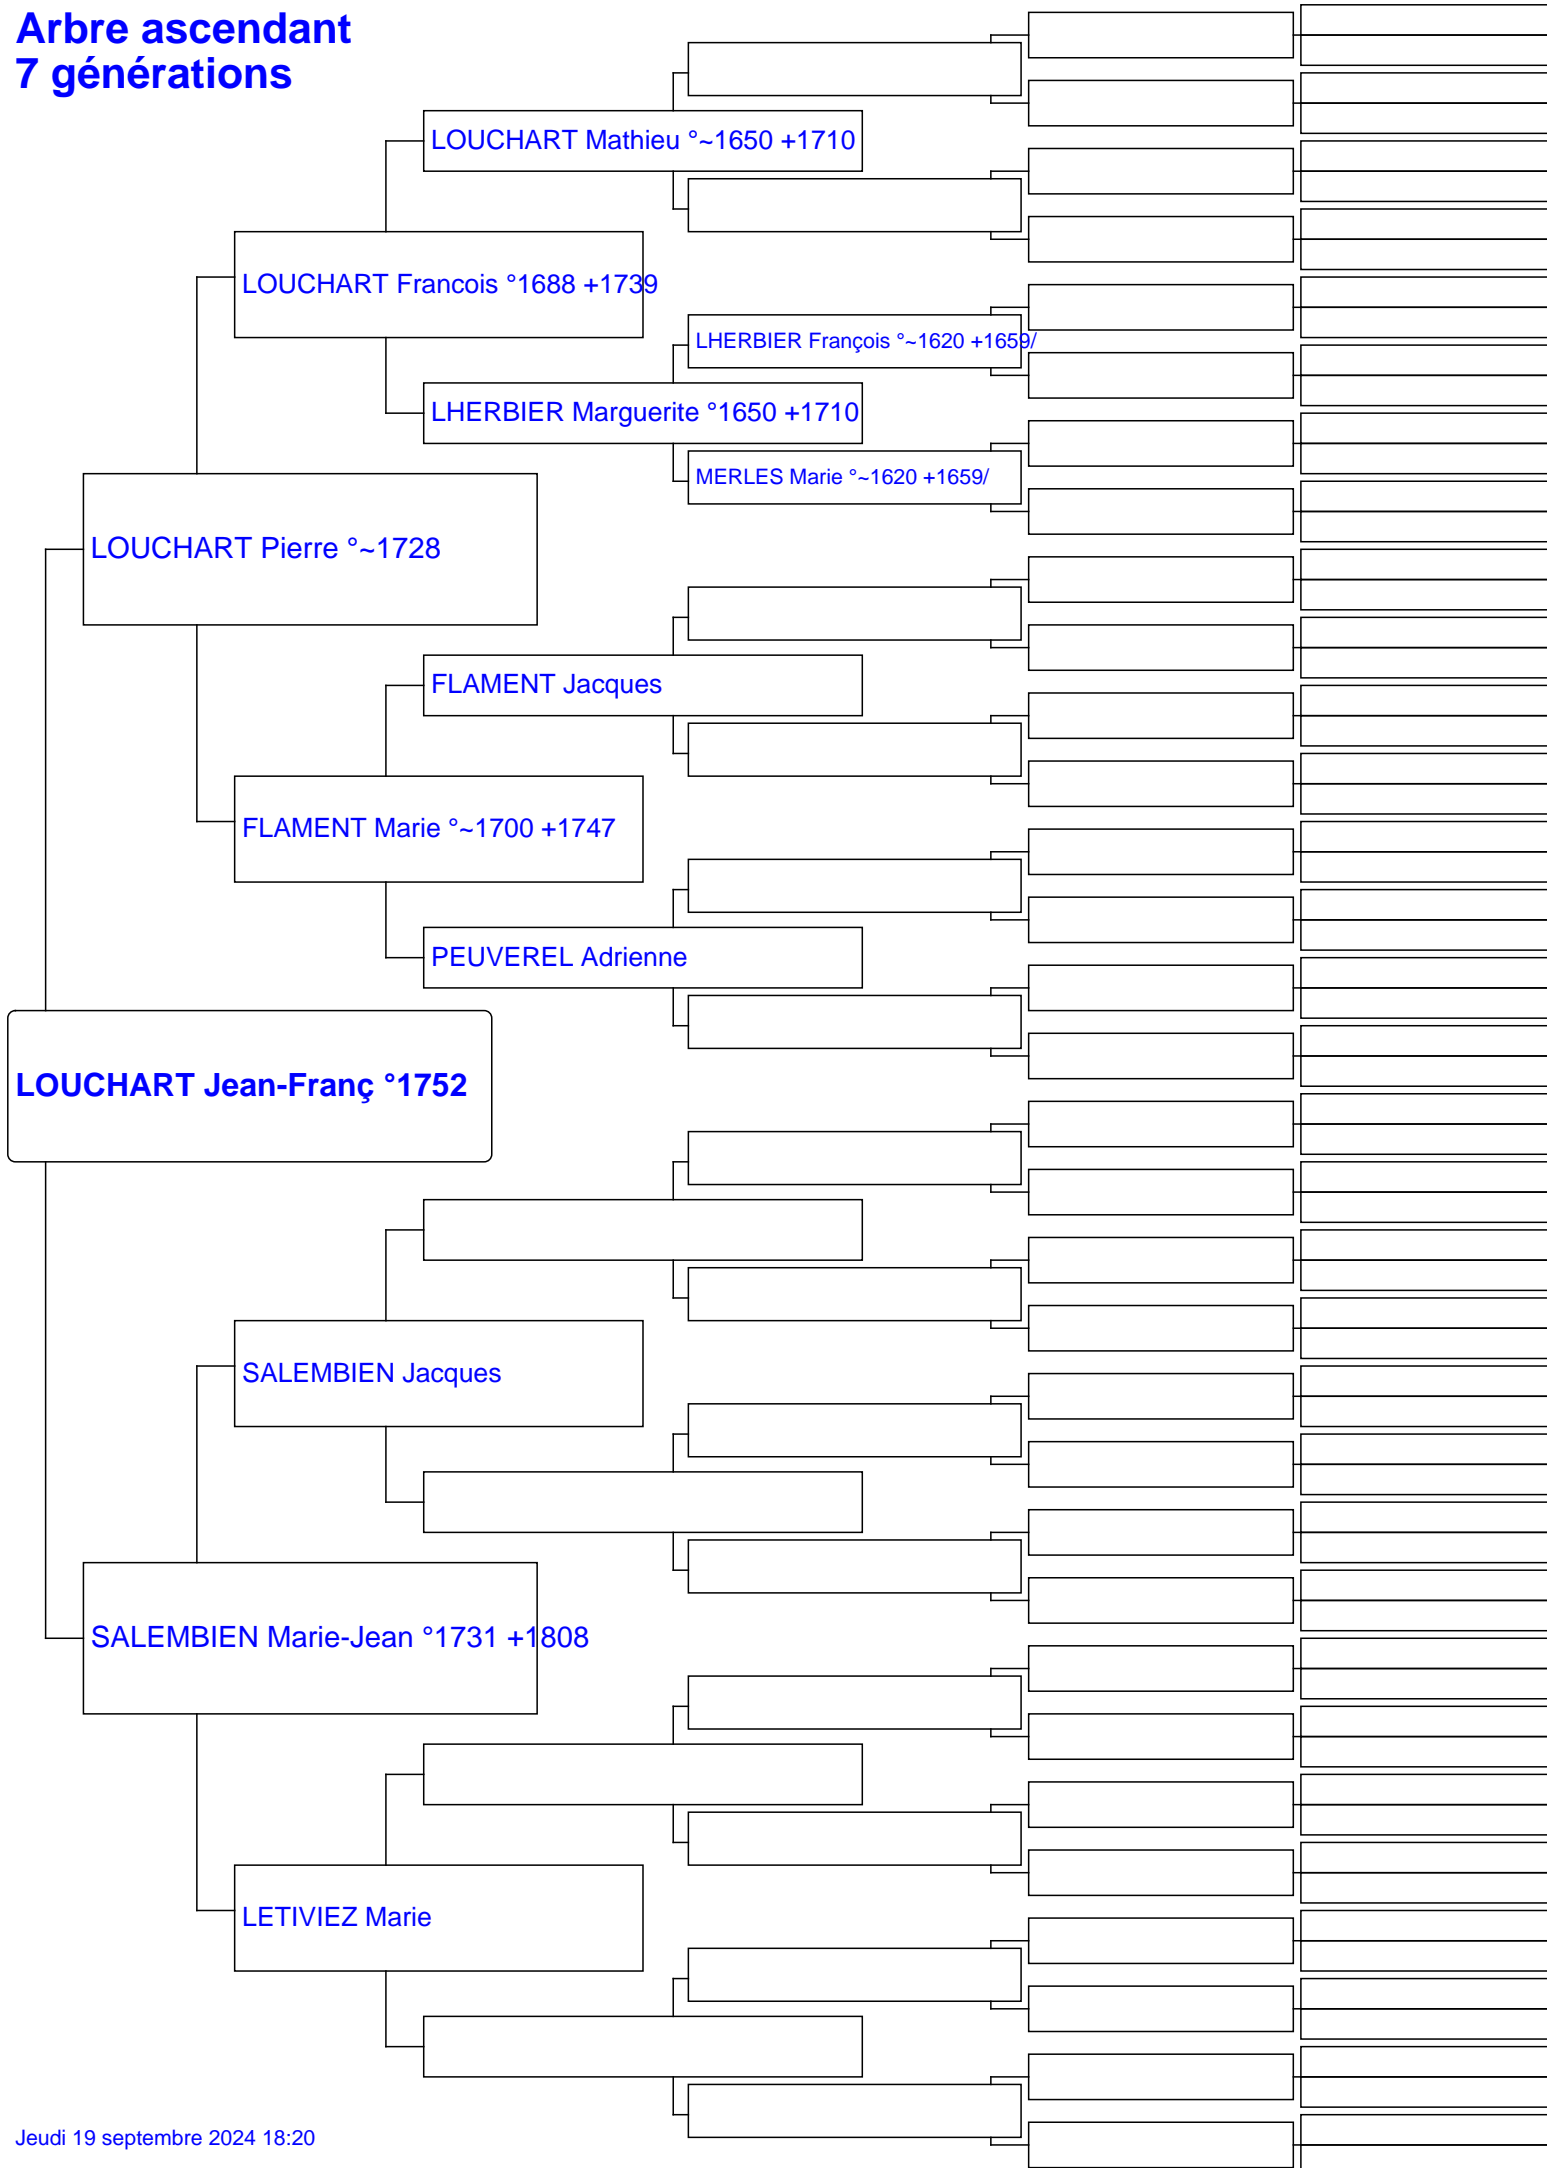 Arbre ascendant
7 générations
LOUCHART Mathieu °~1650 +1710
LOUCHART Francois °1688 +1739
LHERBIER François °~1620 +1659/
LHERBIER Marguerite °1650 +1710
MERLES Marie °~1620 +1659/
LOUCHART Pierre °~1728
FLAMENT Jacques
FLAMENT Marie °~1700 +1747
PEUVEREL Adrienne
LOUCHART Jean-Franç °1752
SALEMBIEN Jacques
SALEMBIEN Marie-Jean °1731 +1808
LETIVIEZ Marie
Jeudi 19 septembre 2024 18:20